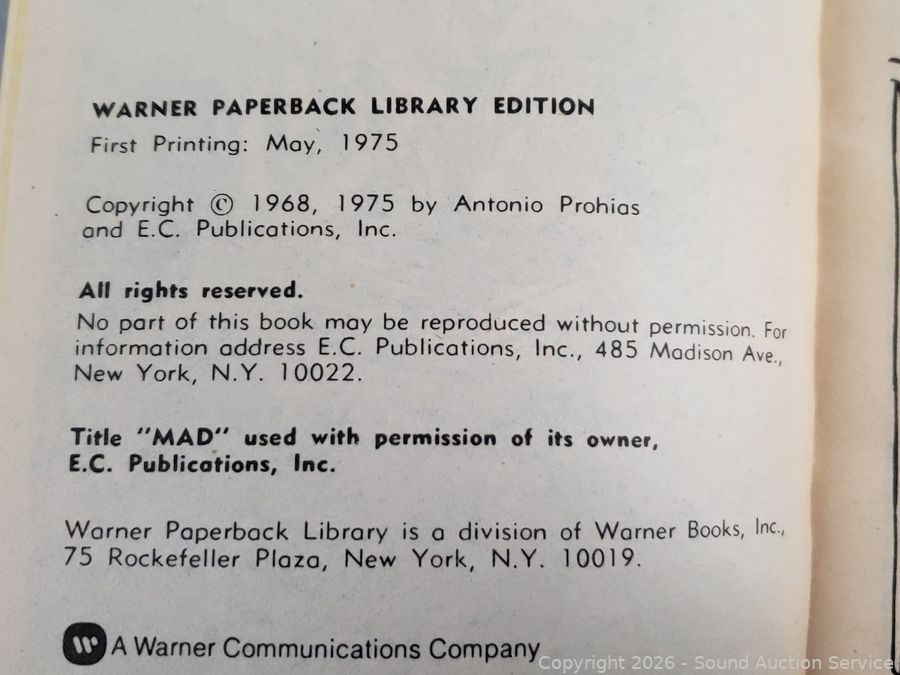 WARNER PAPERBACK LIBRARY EDITION
First Printing: May, 1975
Copyright © 1968, 1975 by Antonio Prohias
and E.C. Publications, Inc.
All rights reserved.
No part of this book may be reproduced without permission. For
information address E.C. Publications, Inc., 485 Madison Ave.,
New York, N.Y. 10022.
Title "MAD" used with permission of its owner,
E.C. Publications, Inc.
Warner Paperback Library is a division of Warner Books, Inc.,
75 Rockefeller Plaza, New York, N.Y. 10019.
A Warner Communications Company
Copyright 2026 - Sound Auction Service